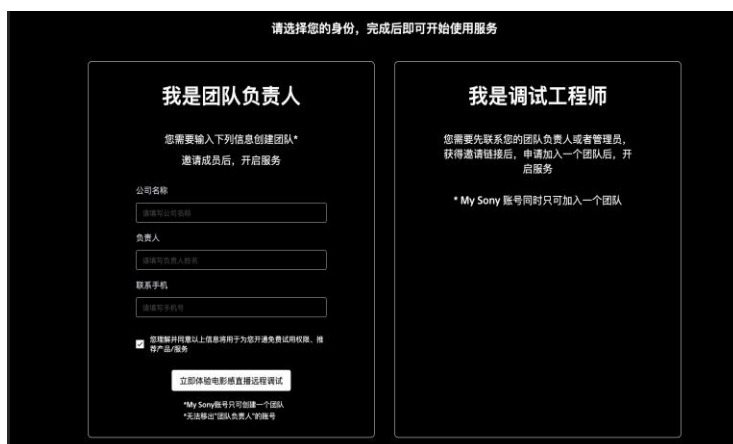 请选择您的身份，完成后即可开始使用服务
我是团队负责人
您需要输入下列信息创建团队*
邀请成员后，开启服务
公司名称
请填写公司名称
负责人
请填写负责人姓名
联系手机
请填写手机号
您理解并同意以上信息将用于为您开通免费试用权限、推
荐产品/服务
立即体验电影感直播远程调试
*My Sony账号只可创建一个团队
*无法移出"团队负责人"的账号
我是调试工程师
您需要先联系您的团队负责人或者管理员，
获得邀请链接后，申请加入一个团队后，开
启服务
* My Sony 账号同时只可加入一个团队